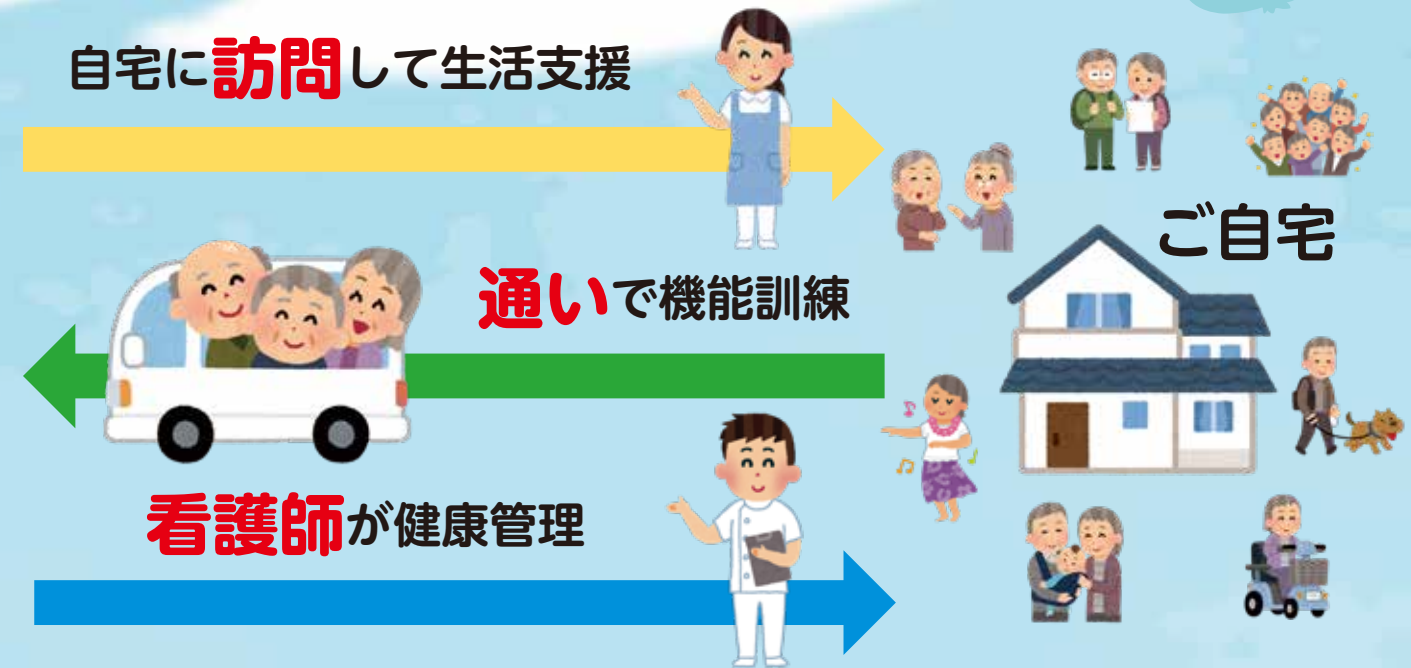 自宅に訪問して生活支援
ご自宅
通いで機能訓練
看護師が健康管理